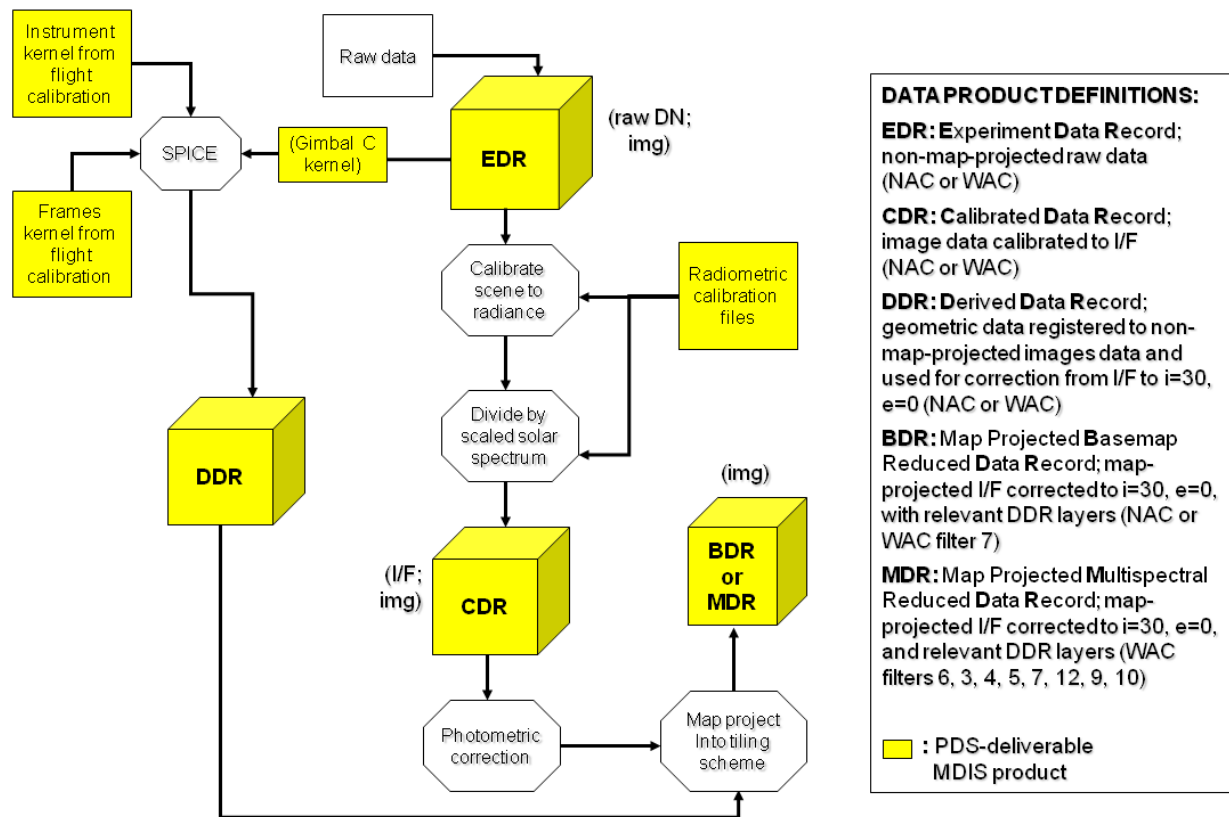 Instrument
kernel from
flight
calibration
Raw data
(raw DN;
img)
SPICE
(Gimbal C
kernel)
EDR
Frames
kernel from
flight
calibration
Calibrate
scene to
radiance
Radiometric
calibration
files
Divide by
scaled solar
spectrum
DDR
(img)
BDR
or
MDR
(I/F;
img)
CDR
Photometric
correction
Map project
Into tiling
scheme
DATA PRODUCT DEFINITIONS:
EDR: Experiment Data Record;
non-map-projected raw data
(NAC or WAC)
CDR: Calibrated Data Record;
image data calibrated to I/F
(NAC or WAC)
DDR: Derived Data Record;
geometric data registered to non-
map-projected images data and
used for correction from I/F to i=30,
e=0 (NAC or WAC)
BDR: Map Projected Basemap
Reduced Data Record; map-
projected I/F corrected to i=30, e=0,
with relevant DDR layers (NAC or
WAC filter 7)
MDR: Map Projected Multispectral
Reduced Data Record; map-
projected I/F corrected to i=30, e=0,
and relevant DDR layers (WAC
filters 6, 3, 4, 5, 7, 12, 9, 10)
: PDS-deliverable
MDIS product